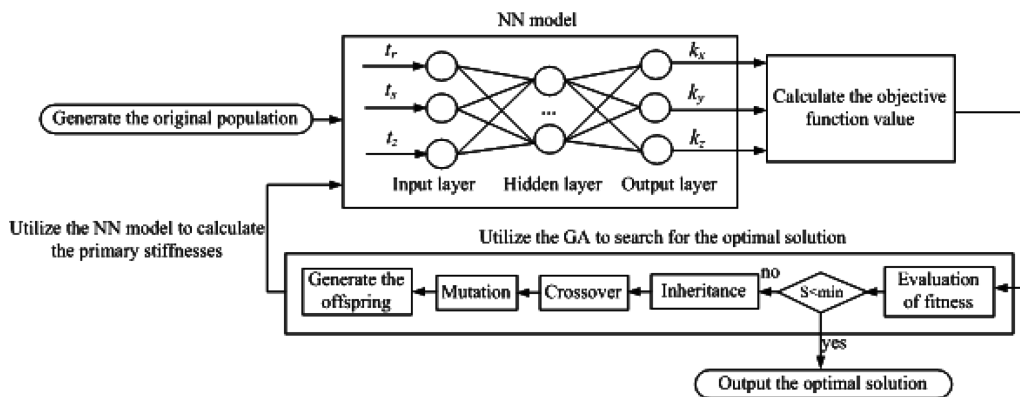 NN model
t_r
k_x
t_s
k_y
t_z
k_z
...
Generate the original population
Calculate the objective
function value
Input layer
Hidden layer
Output layer
Utilize the NN model to calculate
the primary stiffnesses
Utilize the GA to search for the optimal solution
Generate the
offspring
Mutation
Crossover
Inheritance
no
S<min
Evaluation
of fitness
yes
Output the optimal solution